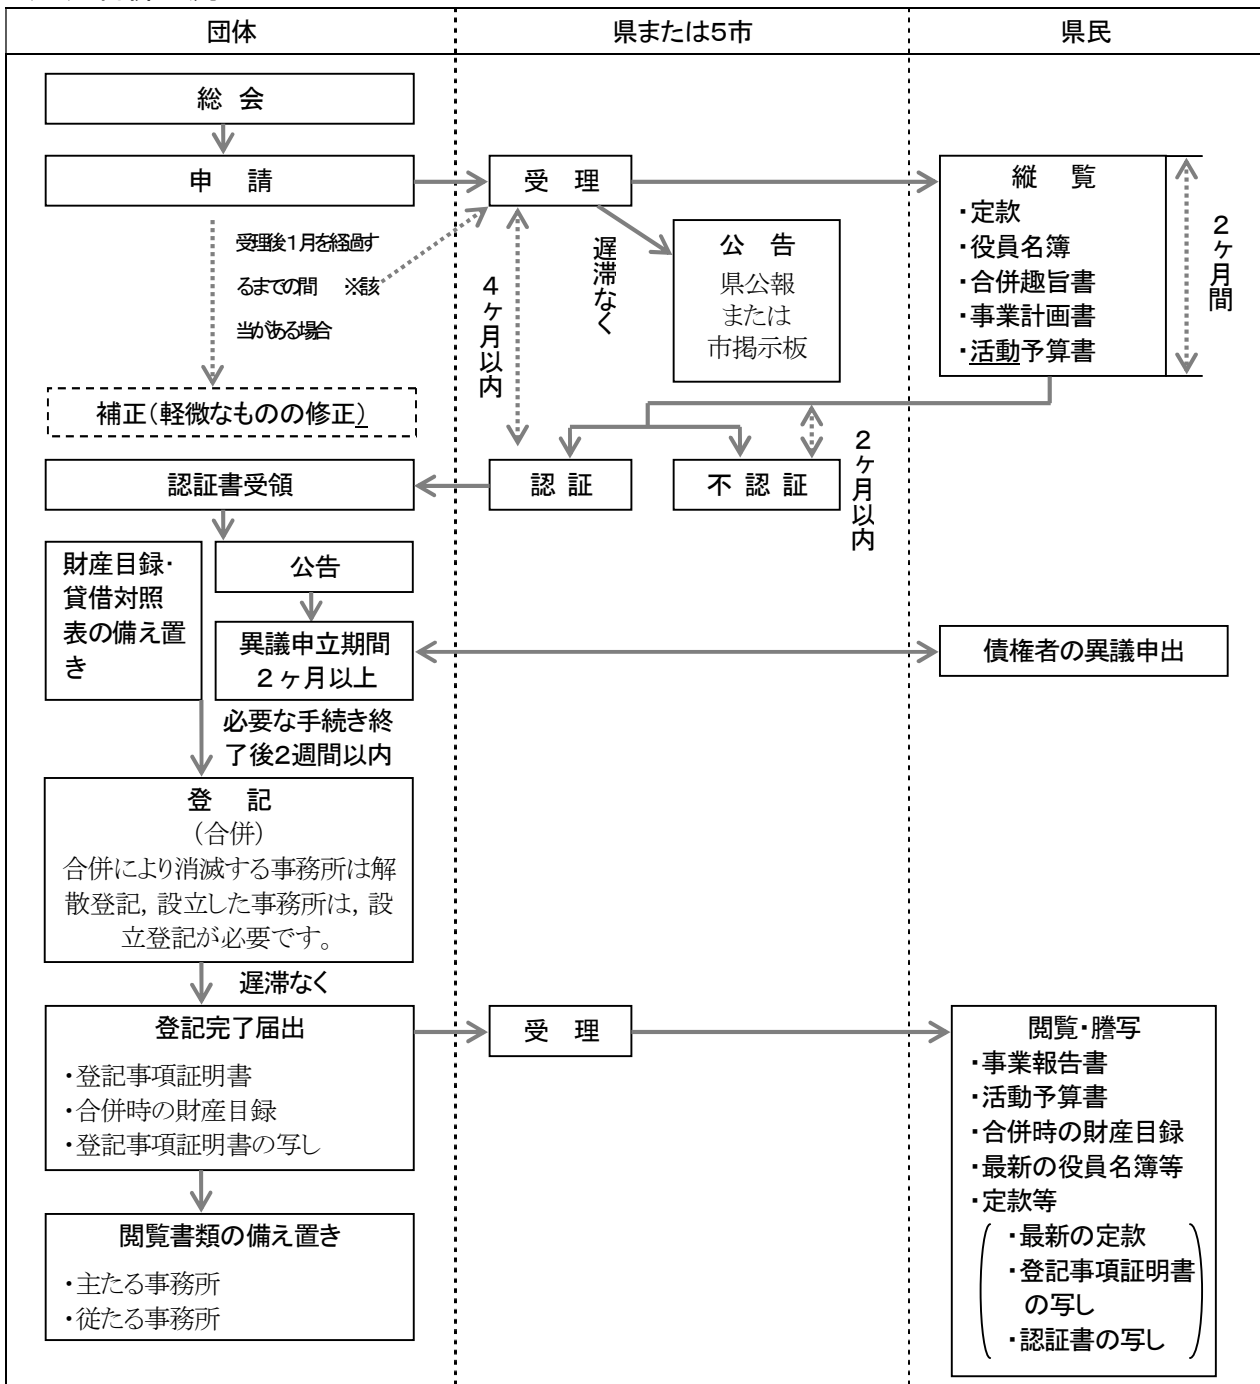 団体
県または5市
県民
総 会
申 請
受 理
縦 覧
・定款
・役員名簿
・合併趣旨書
・事業計画書
・活動予算書
2ヶ月間
受理後1月を経過す
るまでの間 ※該
当がある場合
4ヶ月以内
遅滞なく
公 告
県公報
または
市掲示板
補正(軽微なものの修正)
認証書受領
認 証
不 認 証
2ヶ月以内
財産目録・
貸借対照
表の備え置
き
公告
異議申立期間
2ヶ月以上
債権者の異議申出
必要な手続き終
了後2週間以内
登 記
(合併)
合併により消滅する事務所は解
散登記, 設立した事務所は, 設
立登記が必要です。
遅滞なく
登記完了届出
・登記事項証明書
・合併時の財産目録
・登記事項証明書の写し
受 理
閲覧・謄写
・事業報告書
・活動予算書
・合併時の財産目録
・最新の役員名簿等
・定款等
・最新の定款
・登記事項証明書
の写し
・認証書の写し
閲覧書類の備え置き
・主たる事務所
・従たる事務所